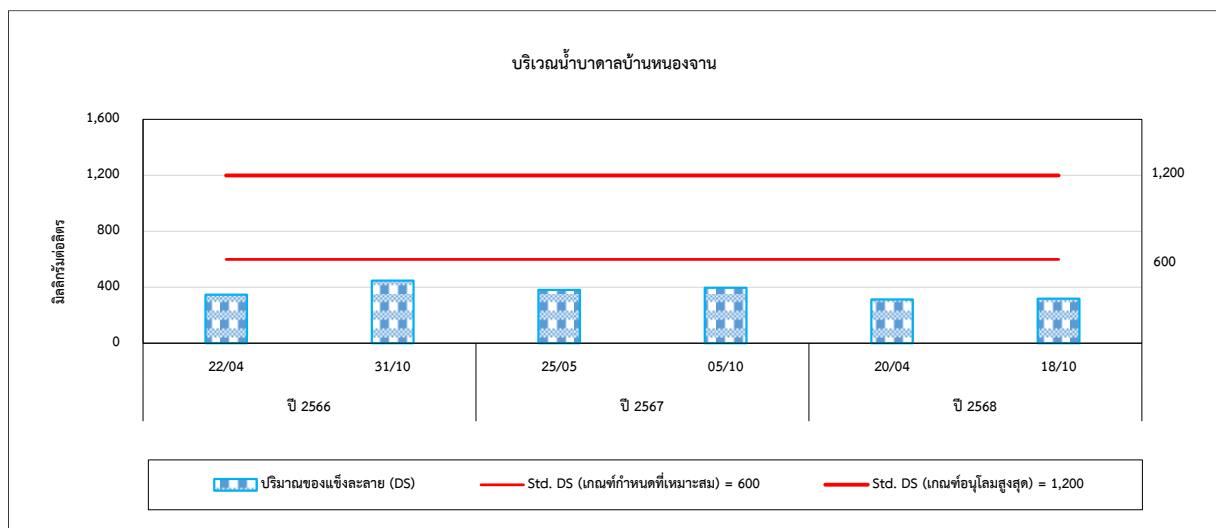 บริเวณน้ำบาดาลบ้านหนองจาน
มิลลิกรัมต่อลิตร
1,600
1,200
800
400
0
1,200
600
22/04 31/10 25/05 05/10 20/04 18/10
ปี 2566 ปี 2567 ปี 2568
ปริมาณของแข็งละลาย (DS) Std. DS (เกณฑ์กำหนดที่เหมาะสม) = 600 Std. DS (เกณฑ์อนุโลมสูงสุด) = 1,200